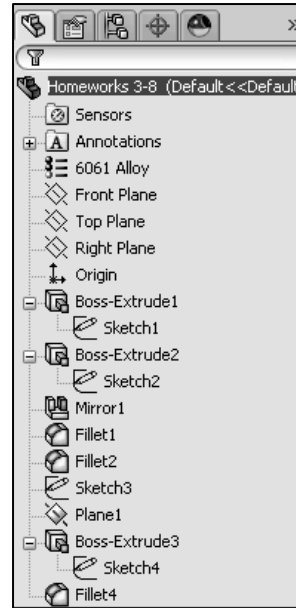 »
Homeworks 3-8 (Default<<Default
Sensors
A Annotations
6061 Alloy
Front Plane
Top Plane
Right Plane
Origin
Boss-Extrude1
Sketch1
Boss-Extrude2
Sketch2
Mirror1
Fillet1
Fillet2
Sketch3
Plane1
Boss-Extrude3
Sketch4
Fillet4